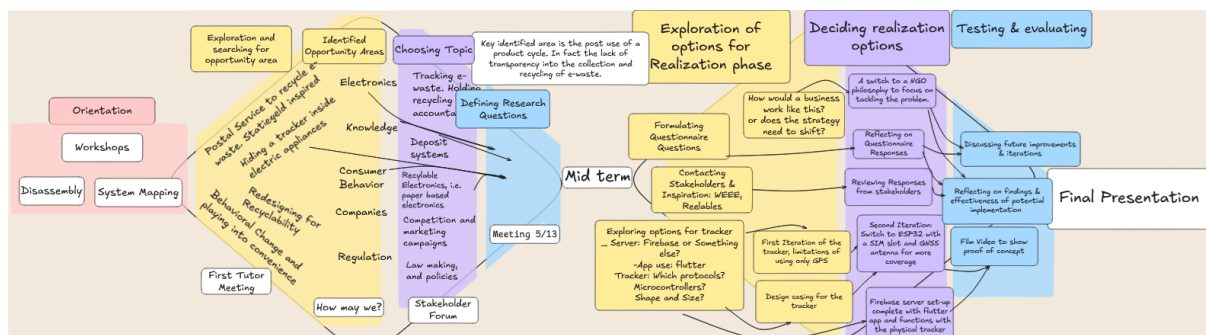 Orientation
Workshops
Disassembly
System Mapping
Exploration and
searching for
opportunity area
Identified
Opportunity Areas
Postal Service to recycle e-
waste. Statiegeld inspired
Hiding a tracker inside
electric appliances
Redesigning for
Recyclability
Behavioral Change and
playing into convenience
First Tutor
Meeting
Electronics
Knowledge
Consumer
Behavior
Companies
Regulation
How may we?
Choosing Topic
Key identified area is the post use of a
product cycle. In fact the lack of
transparency into the collection and
recycling of e-waste.
Tracking e-
waste. Holding
recycling
accounta
Deposit
systems
Recylable
Electronics, i.e.
paper based
electronics
Competition and
marketing
campaigns
Law making,
and policies
Stakeholder
Forum
Defining Research
Questions
Meeting 5/13
Mid term
Exploration of
options for
Realization phase
How would a business
work like this?
or does the strategy
need to shift?
Formulating
Questionnaire
Questions
Contacting
Stakeholders &
Inspiration: WEEE,
Reelables
Exploring options for tracker
_ Server: Firebase or Something
else?
-App use: flutter
Tracker: Which protocols?
Microcontrollers?
Shape and Size?
First Iteration of the
tracker, limitations of
using only GPS
Design casing for the
tracker
Deciding realization
options
A switch to a NGO
philosophy to focus on
tackling the problem.
Reflecting on
Questionnaire
Responses
Reviewing Responses
from stakeholders
Second Iteration:
Switch to ESP32 with
a SIM slot and GNSS
antenna for more
coverage
Firebase server set-up
complete with flutter
app and functions with
the physical tracker
Testing & evaluating
Discussing future improvements
& iterations
Reflecting on findings &
effectiveness of potential
implementation
Film Video to show
proof of concept
Final Presentation